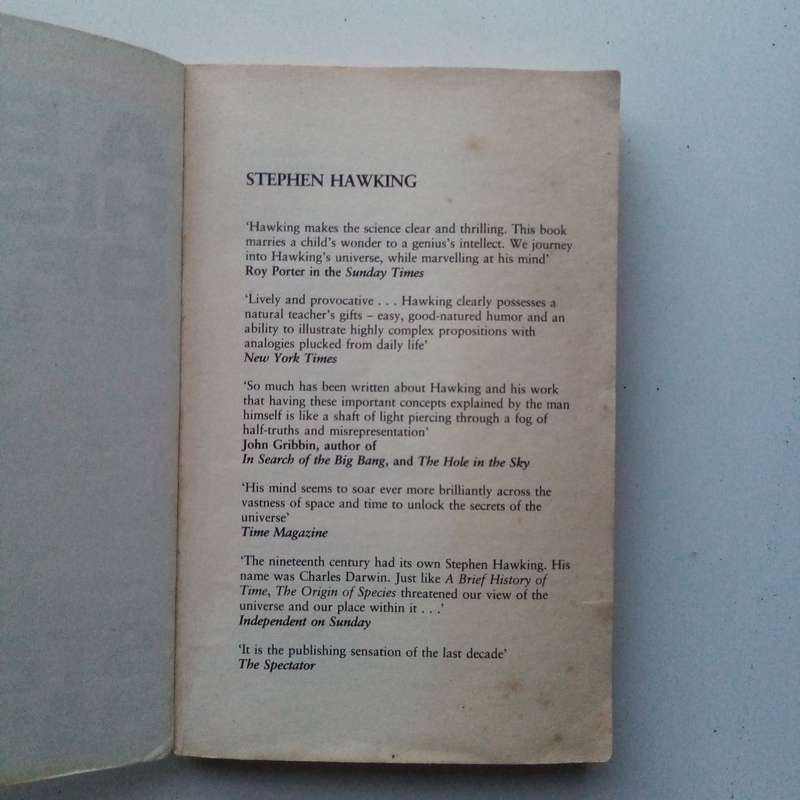 STEPHEN HAWKING
‘Hawking makes the science clear and thrilling. This book
marries a child’s wonder to a genius’s intellect. We journey
into Hawking’s universe, while marvelling at his mind’
Roy Porter in the Sunday Times
‘Lively and provocative . . . Hawking clearly possesses a
natural teacher’s gifts – easy, good-natured humor and an
ability to illustrate highly complex propositions with
analogies plucked from daily life’
New York Times
‘So much has been written about Hawking and his work
that having these important concepts explained by the man
himself is like a shaft of light piercing through a fog of
half-truths and misrepresentation’
John Gribbin, author of
In Search of the Big Bang, and The Hole in the Sky
‘His mind seems to soar ever more brilliantly across the
vastness of space and time to unlock the secrets of the
universe’
Time Magazine
‘The nineteenth century had its own Stephen Hawking. His
name was Charles Darwin. Just like A Brief History of
Time, The Origin of Species threatened our view of the
universe and our place within it . . .’
Independent on Sunday
‘It is the publishing sensation of the last decade’
The Spectator